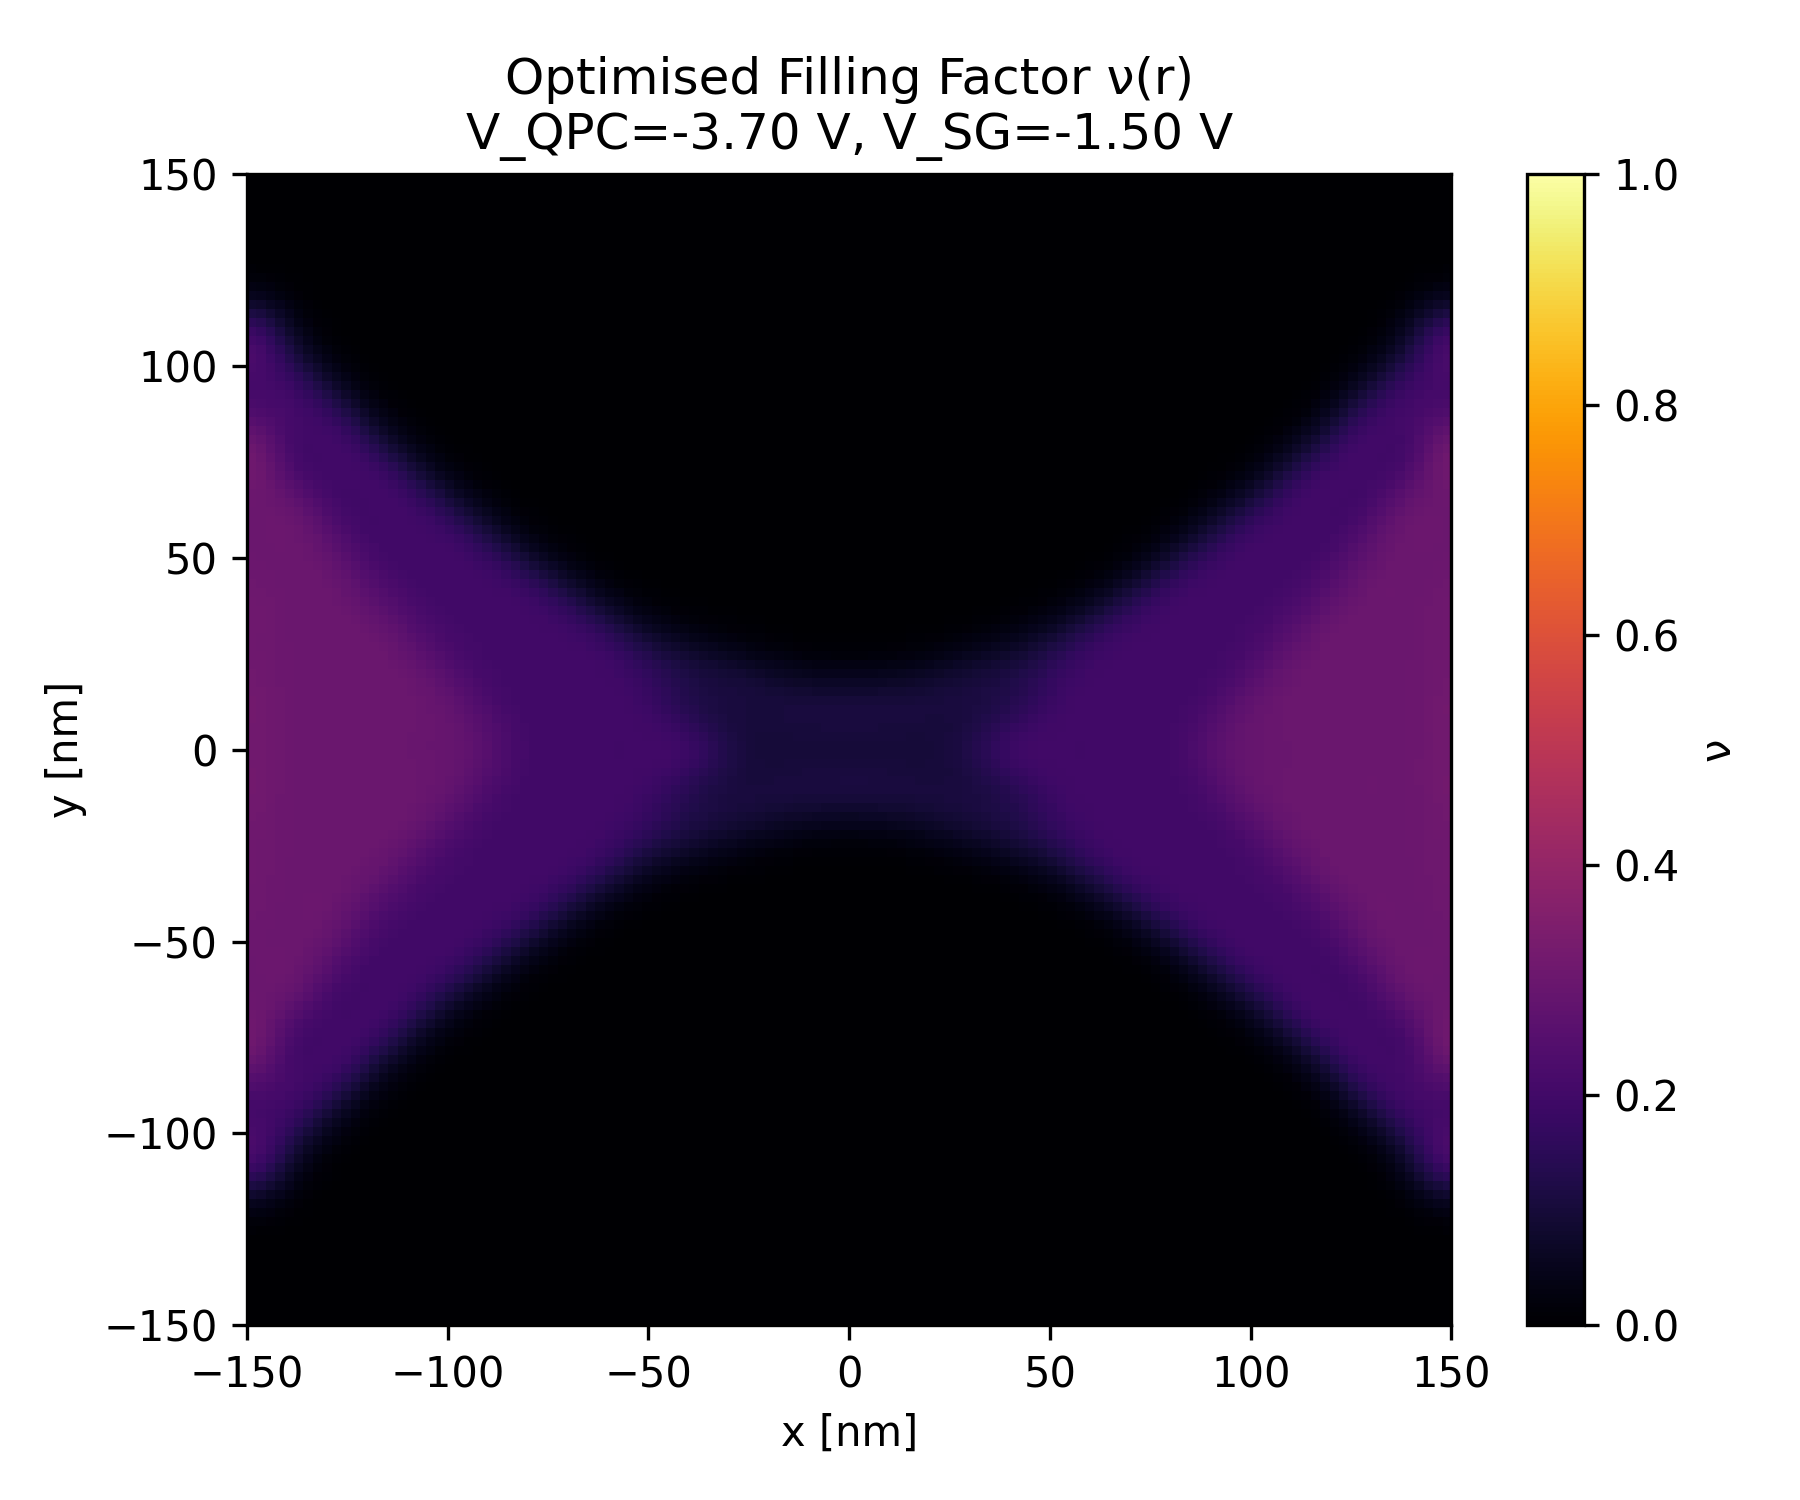 Optimised Filling Factor ν(r)
V_QPC=-3.70 V, V_SG=-1.50 V
150
100
50
0
−50
−100
−150
y [nm]
−150 −100 −50 0 50 100 150
x [nm]
1.0
0.8
0.6
0.4
0.2
0.0
ν